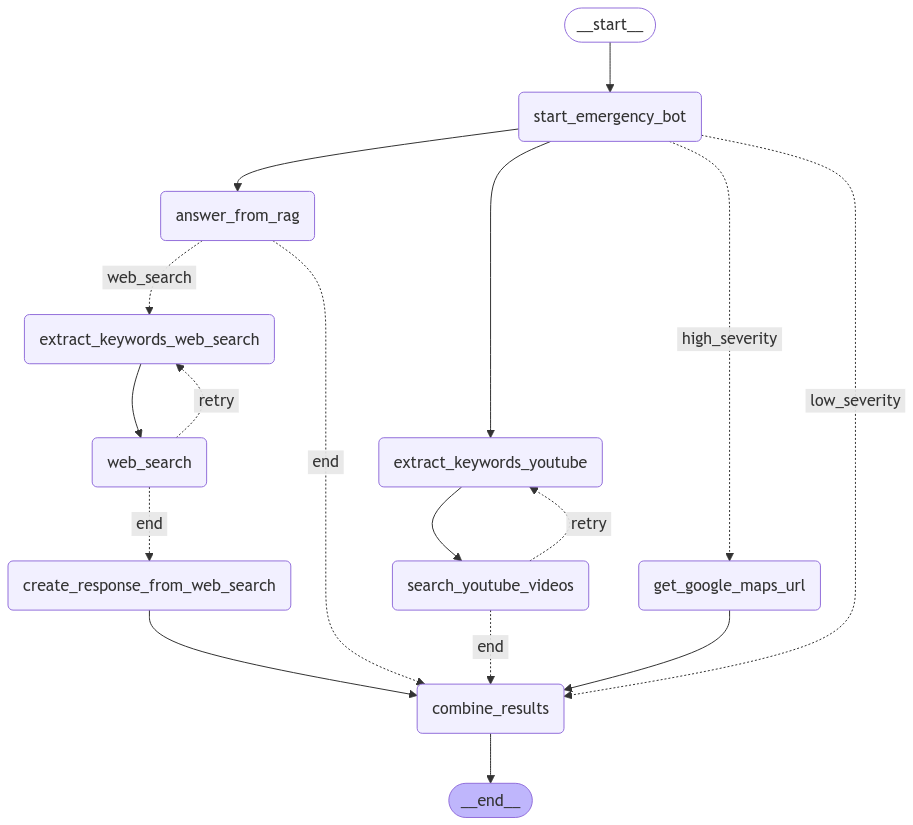 __start__
start_emergency_bot
answer_from_rag
web_search
extract_keywords_web_search
high_severity
retry
low_severity
web_search
end
extract_keywords_youtube
end
retry
create_response_from_web_search
search_youtube_videos
get_google_maps_url
end
combine_results
__end__